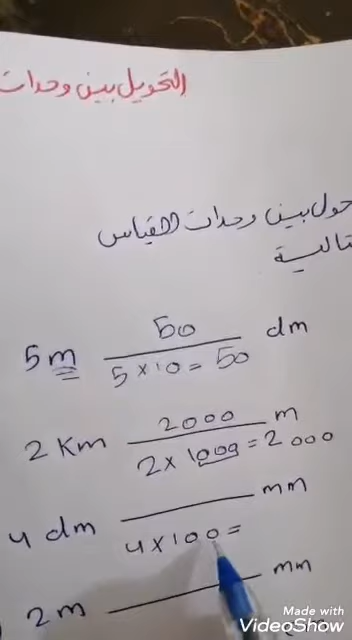 التحويل بين وحدات
حول بين وحدات القياس
التالية
5 m 50 dm
5 × 10 = 50
2 Km 2000 m
2 × 1000 = 2000
4 dm mm
4 × 100 =
2 m mm
Made with
VideoShow